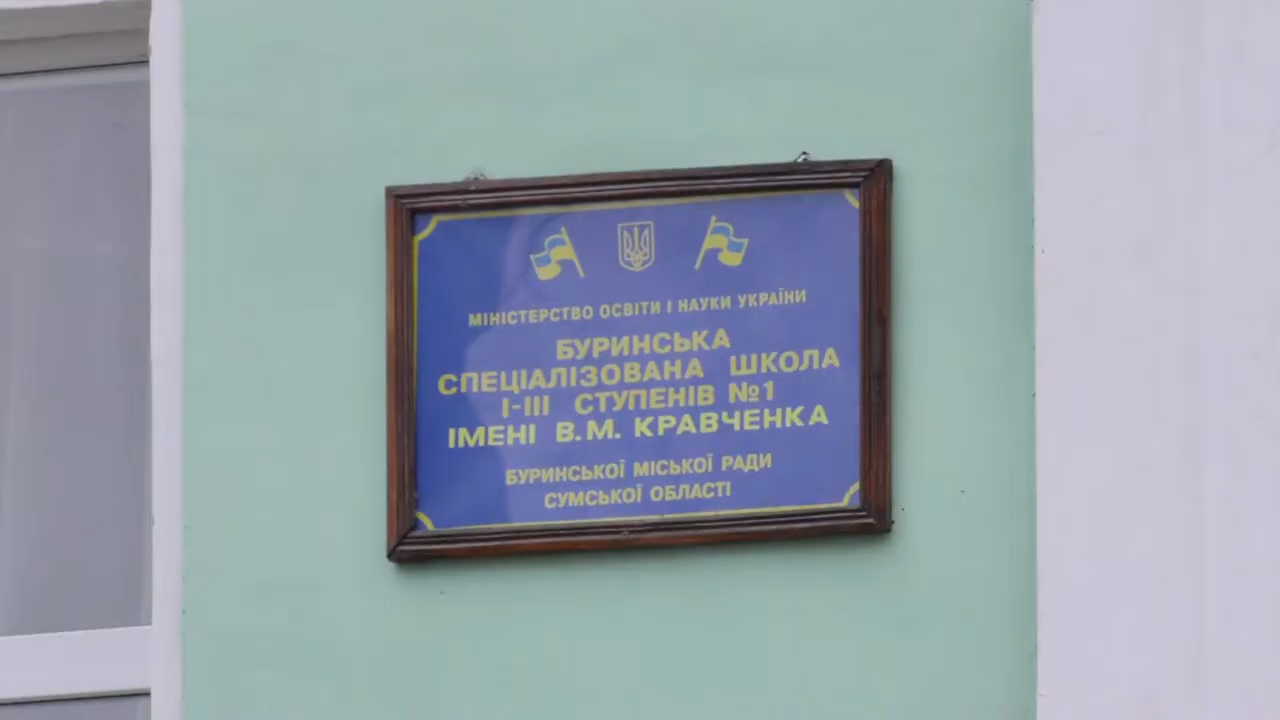 МІНІСТЕРСТВО ОСВІТИ І НАУКИ УКРАЇНИ
БУРИНСЬКА
СПЕЦІАЛІЗОВАНА ШКОЛА
І-ІІІ СТУПЕНІВ №1
ІМЕНІ В.М. КРАВЧЕНКА
БУРИНСЬКОЇ МІСЬКОЇ РАДИ
СУМСЬКОЇ ОБЛАСТІ